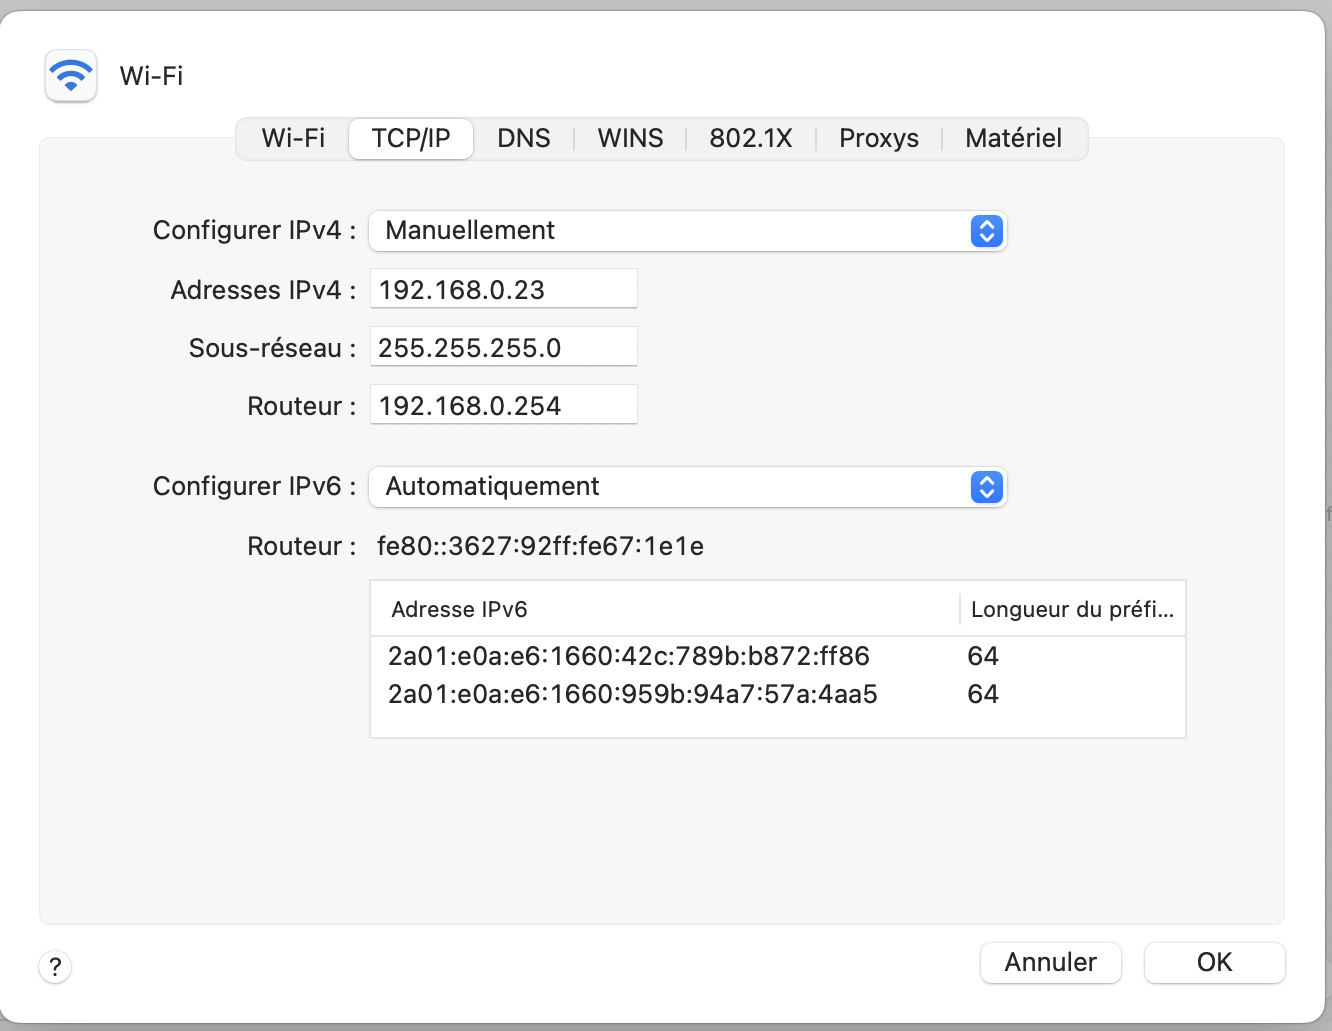 Wi-Fi
Wi-Fi TCP/IP DNS WINS 802.1X Proxys Matériel
Configurer IPv4 : Manuellement
Adresses IPv4 : 192.168.0.23
Sous-réseau : 255.255.255.0
Routeur : 192.168.0.254
Configurer IPv6 : Automatiquement
Routeur : fe80::3627:92ff:fe67:1e1e
Adresse IPv6 Longueur du préfi...
2a01:e0a:e6:1660:42c:789b:b872:ff86 64
2a01:e0a:e6:1660:959b:94a7:57a:4aa5 64
? Annuler OK